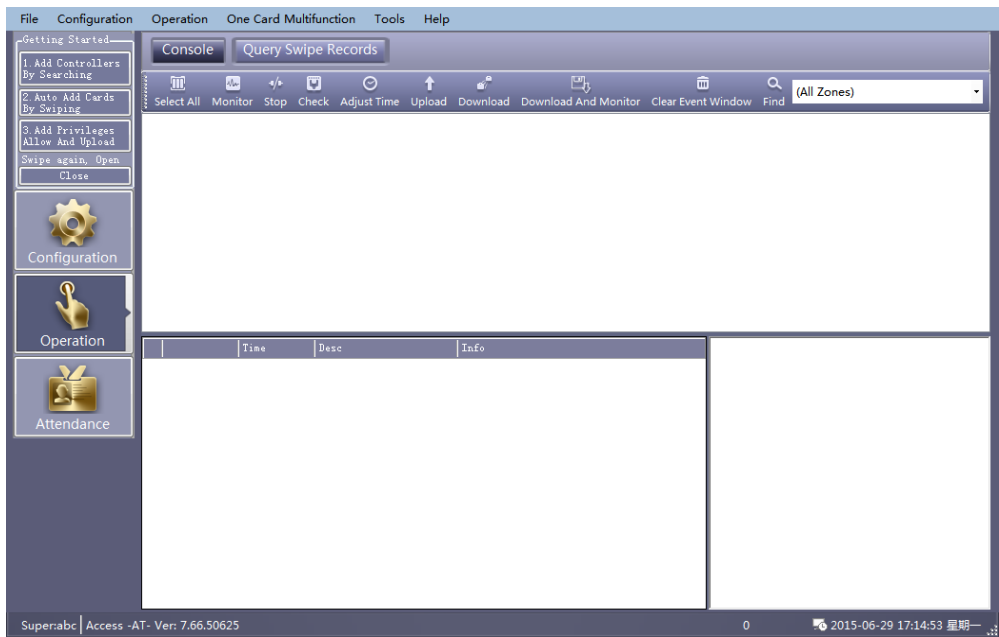 File Configuration Operation One Card Multifunction Tools Help
Getting Started
1.Add Controllers
By Searching
2.Auto Add Cards
By Swiping
3.Add Privileges
Allow And Upload
Swipe again, Open
Close
Configuration
Operation
Attendance
Console Query Swipe Records
Select All Monitor Stop Check Adjust Time Upload Download Download And Monitor Clear Event Window Find (All Zones)
Time Desc Info
Super:abc Access -AT- Ver: 7.66.50625 0 2015-06-29 17:14:53 星期一